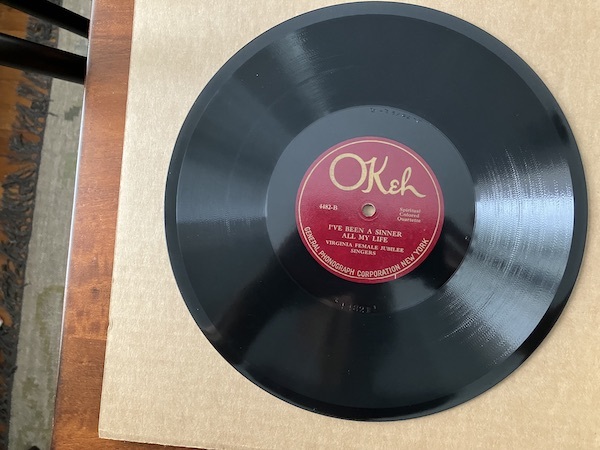 OKeh
4482-B
Spiritual
Colored
Quartette
I'VE BEEN A SINNER
ALL MY LIFE
VIRGINIA FEMALE JUBILEE
SINGERS
GENERAL PHONOGRAPH CORPORATION NEW YORK